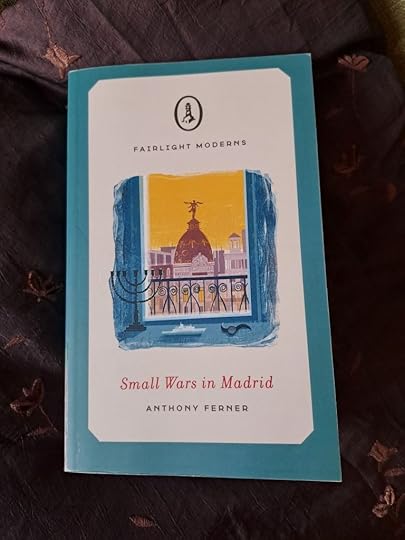 FAIRLIGHT MODERNS
Small Wars in Madrid
ANTHONY FERNER